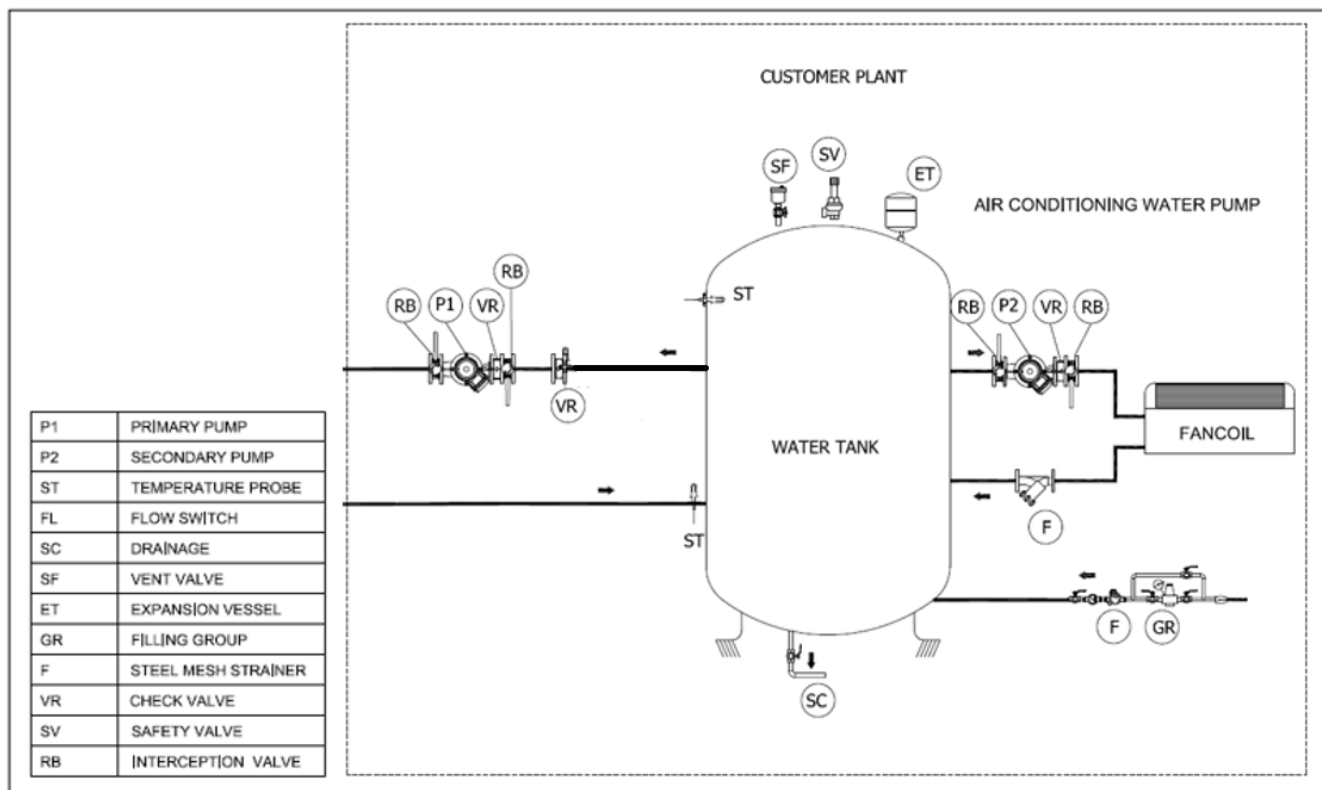 CUSTOMER PLANT
SF
SV
ET
AIR CONDITIONING WATER PUMP
RB
P1
VR
RB
ST
RB
P2
VR
RB
VR
FANCOIL
WATER TANK
F
ST
F
GR
SC
P1 PRIMARY PUMP
P2 SECONDARY PUMP
ST TEMPERATURE PROBE
FL FLOW SWITCH
SC DRAINAGE
SF VENT VALVE
ET EXPANSION VESSEL
GR FILLING GROUP
F STEEL MESH STRAINER
VR CHECK VALVE
SV SAFETY VALVE
RB INTERCEPTION VALVE